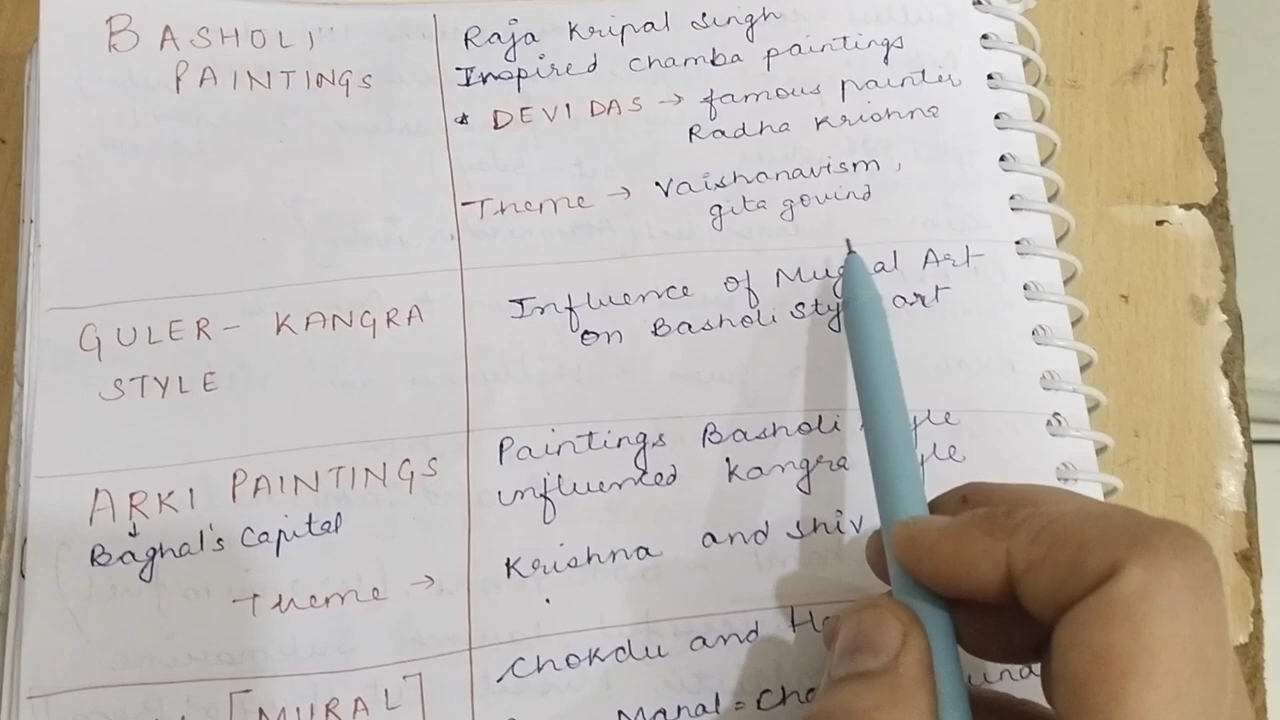 BASHOLI
PAINTINGS
Raja Kripal Singh
Inspired chamba paintings
* DEVIDAS → famous painter
Radha Krishna
Theme → Vaishanavism,
gita govind
GULER - KANGRA
STYLE
Influence of Mughal Art
on Basholi style art
ARKI PAINTINGS
↓
Baghal's Capital
Theme →
Paintings Basholi
influenced Kangra
Krishna and Shiv
[MURAL]
Chokdu and
Mahal =